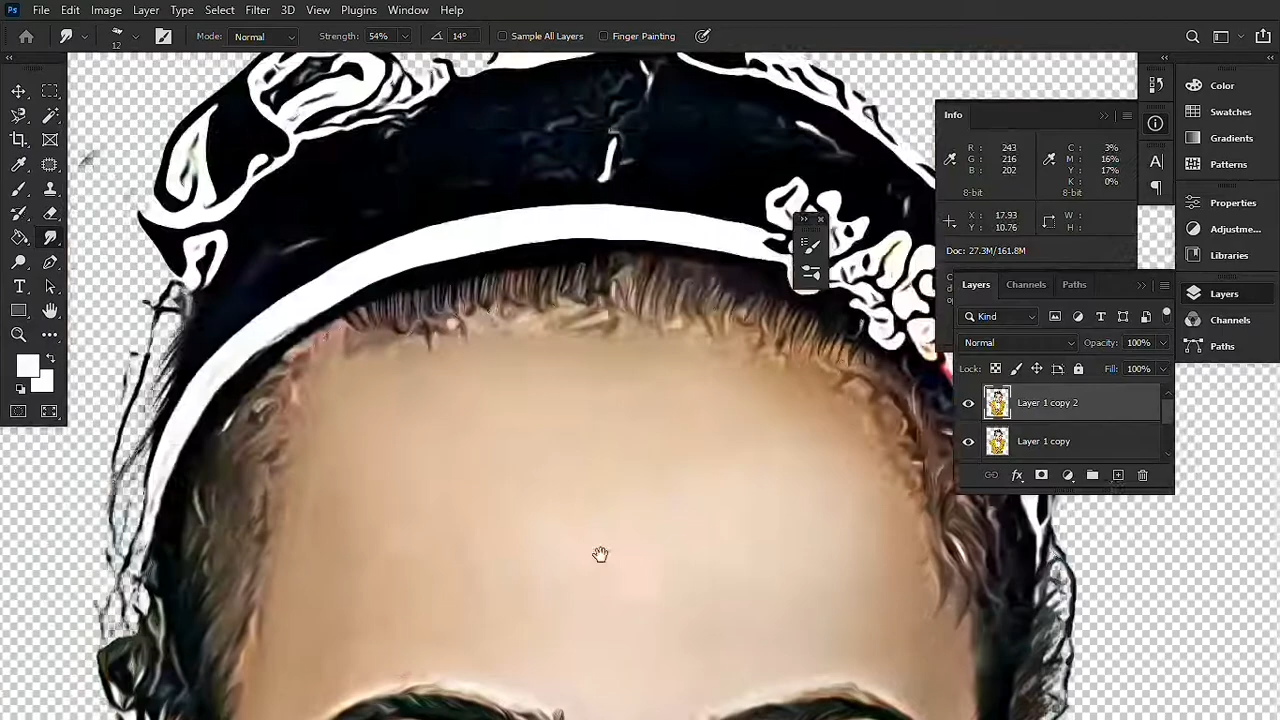 Ps File Edit Image Layer Type Select Filter 3D View Plugins Window Help
12 Mode: Normal Strength: 54% 14° Sample All Layers Finger Painting
Info
R: 243 C: 3%
G: 216 M: 16%
B: 202 Y: 17%
K: 0%
8-bit 8-bit
X: 17.93 W:
Y: 10.76 H:
Doc: 27.3M/161.8M
Layers Channels Paths
Kind
Normal Opacity: 100%
Lock: Fill: 100%
Layer 1 copy 2
Layer 1 copy
fx
Color
Swatches
Gradients
Patterns
Properties
Adjustme...
Libraries
Layers
Channels
Paths